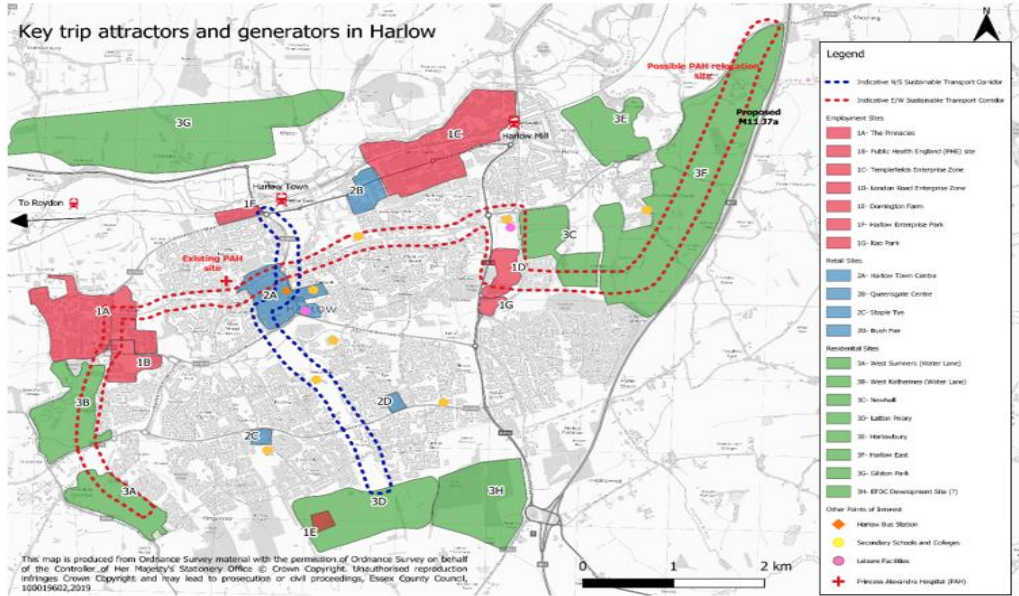 Key trip attractors and generators in Harlow
N
Possible PAH relocation
site
Proposed
M11 J7a
3G
1C
Harlow Mill
3E
3F
Harlow Town
2B
1F
To Roydon
3C
Existing PAH
site
1D
2A
1G
1A
1B
3B
2D
2C
3A
3D
3H
1E
This map is produced from Ordnance Survey material with the permission of Ordnance Survey on behalf
of the Controller of Her Majesty's Stationery Office © Crown Copyright. Unauthorised reproduction
infringes Crown Copyright and may lead to prosecution or civil proceedings, Essex County Council,
100019602,2019
0 1 2 km
Legend
Indicative N/S Sustainable Transport Corridor
Indicative E/W Sustainable Transport Corridor
Employment Sites
1A- The Pinnacles
1B- Public Health England (PHE) site
1C- Templefields Enterprise Zone
1D- London Road Enterprise Zone
1E- Dorrington Farm
1F- Harlow Enterprise Park
1G- Kao Park
Retail Sites
2A- Harlow Town Centre
2B- Queensgate Centre
2C- Staple Tye
2D- Bush Fair
Residential Sites
3A- West Sumners (Water Lane)
3B- West Katherines (Water Lane)
3C- Newhall
3D- Latton Priory
3E- Harlowbury
3F- Harlow East
3G- Gilston Park
3H- EFDC Development Site (?)
Other Points of Interest
Harlow Bus Station
Secondary Schools and Colleges
Leisure Facilities
Princess Alexandra Hospital (PAH)